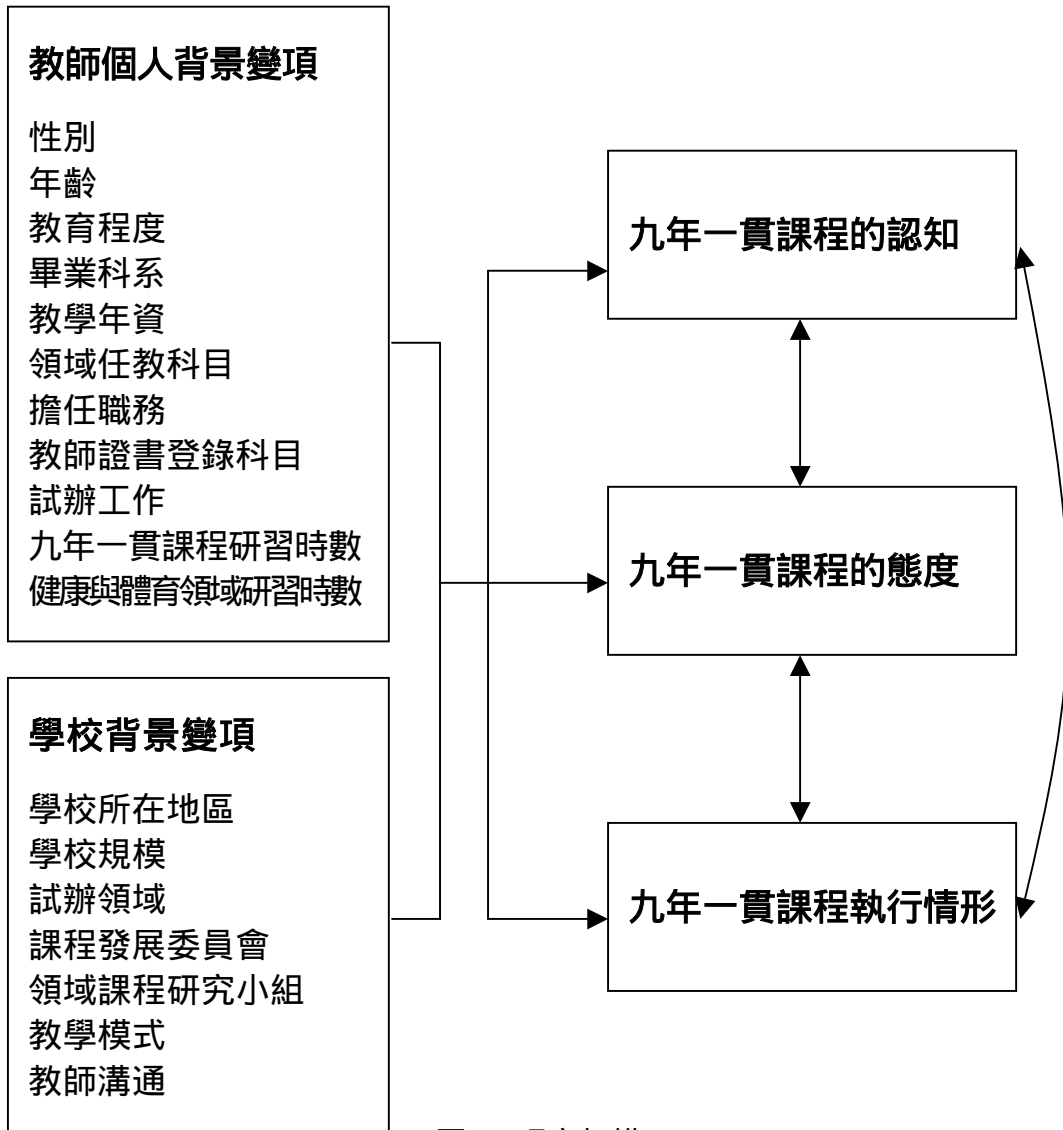 教師個人背景變項
性別
年齡
教育程度
畢業科系
教學年資
領域任教科目
擔任職務
教師證書登錄科目
試辦工作
九年一貫課程研習時數
健康與體育領域研習時數
學校背景變項
學校所在地區
學校規模
試辦領域
課程發展委員會
領域課程研究小組
教學模式
教師溝通
九年一貫課程的認知
九年一貫課程的態度
九年一貫課程執行情形